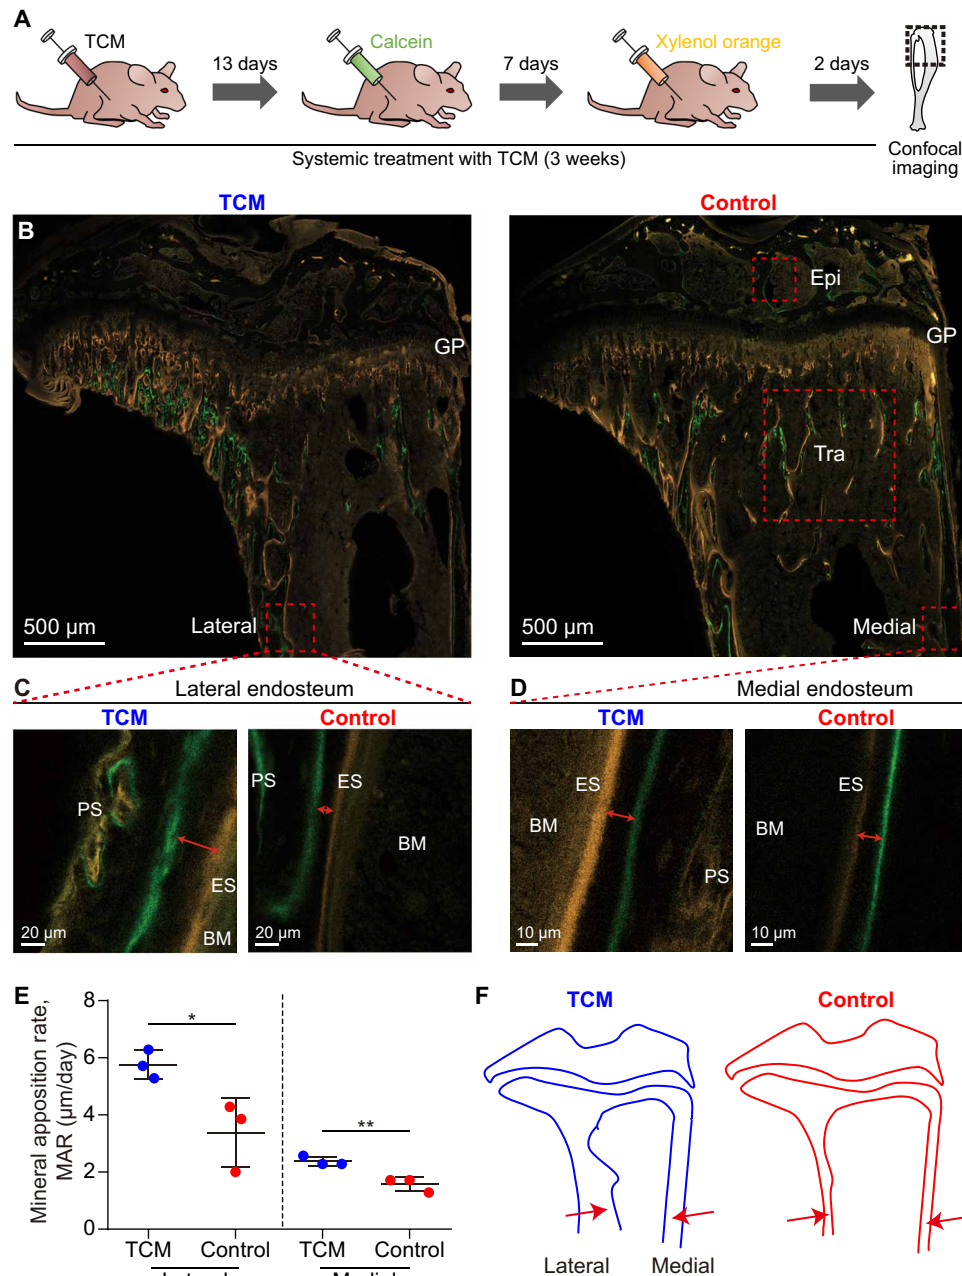 A
TCM
13 days
Calcein
7 days
Xylenol orange
2 days
Systemic treatment with TCM (3 weeks)
Confocal
imaging
TCM
Control
B
GP
Lateral
500 µm
Epi
GP
Tra
Medial
500 µm
C
Lateral endosteum
TCM
Control
PS
ES
BM
20 µm
PS
ES
BM
20 µm
D
Medial endosteum
TCM
Control
ES
BM
PS
10 µm
ES
BM
10 µm
E
Mineral apposition rate,
MAR (µm/day)
8
6
4
2
0
*
**
TCM
Control
TCM
Control
F
TCM
Control
Lateral
Medial